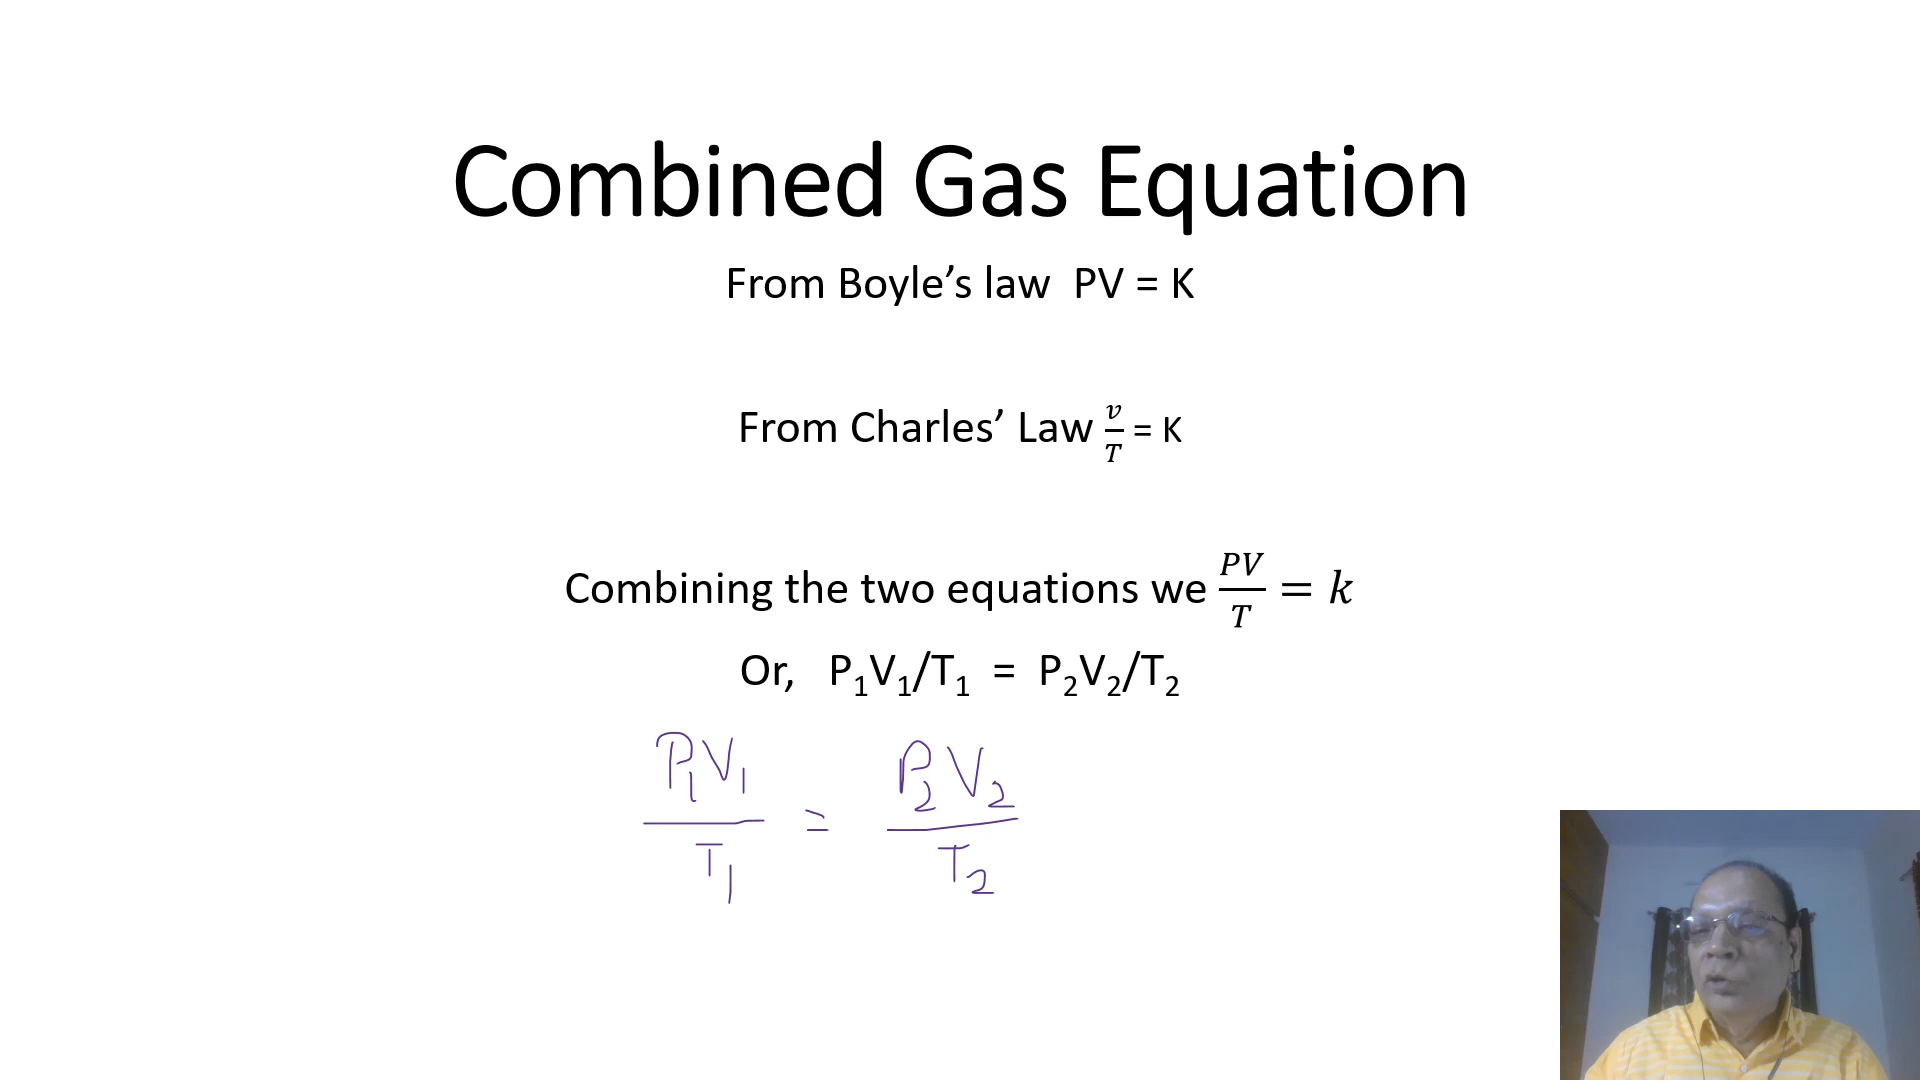 Combined Gas Equation
From Boyle’s law PV = K
From Charles’ Law v/T = K
Combining the two equations we PV/T = k
Or, P₁V₁/T₁ = P₂V₂/T₂
P₁V₁/T₁ = P₂V₂/T₂